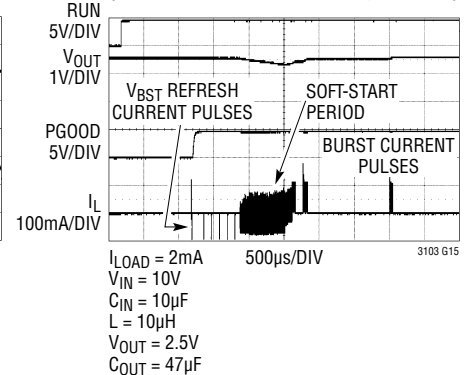 RUN
5V/DIV
VOUT
1V/DIV
VBST REFRESH
CURRENT PULSES
SOFT-START
PERIOD
PGOOD
5V/DIV
BURST CURRENT
PULSES
IL
100mA/DIV
ILOAD = 2mA
500µs/DIV
3103 G15
VIN = 10V
CIN = 10µF
L = 10µH
VOUT = 2.5V
COUT = 47µF